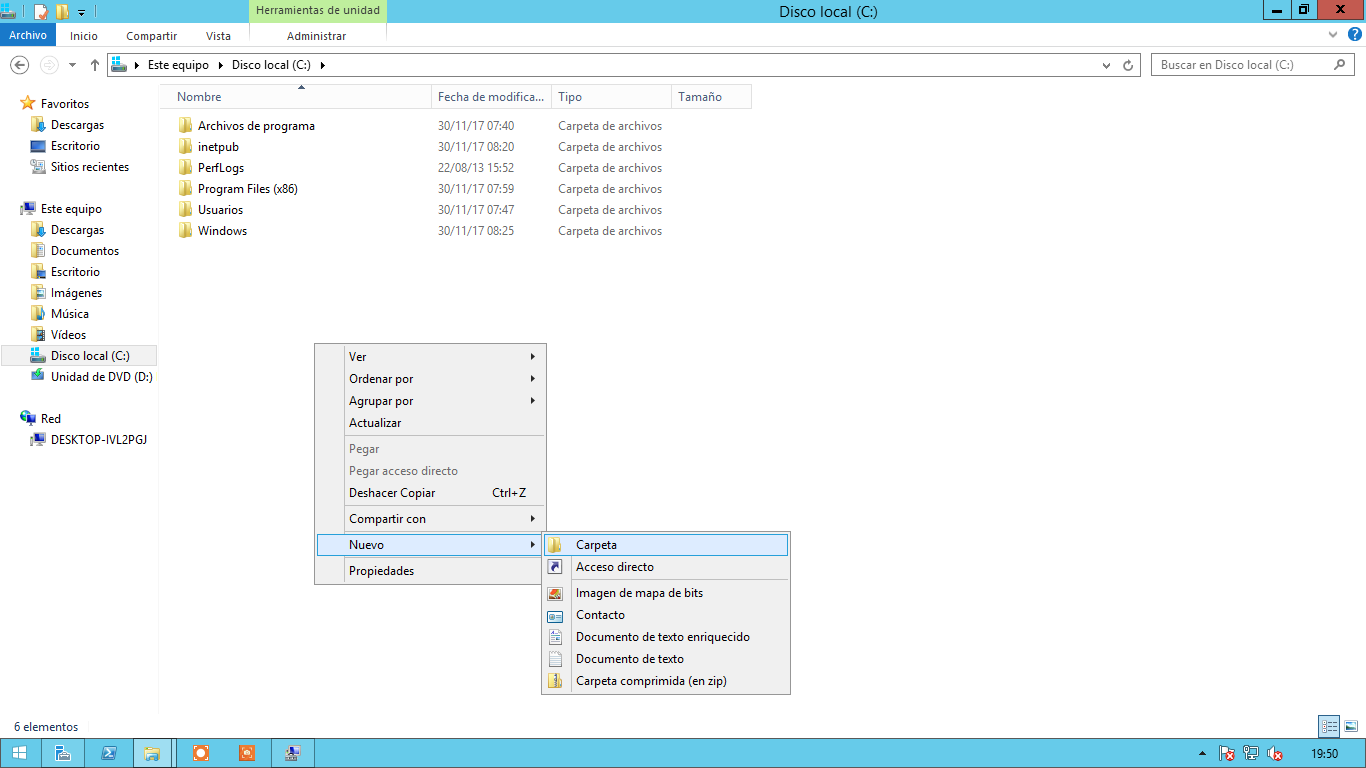 Herramientas de unidad
Disco local (C:)
Archivo Inicio Compartir Vista Administrar
Este equipo Disco local (C:)
Buscar en Disco local (C:)
Nombre Fecha de modifica... Tipo Tamaño
Favoritos
Descargas
Escritorio
Sitios recientes
Este equipo
Descargas
Documentos
Escritorio
Imágenes
Música
Vídeos
Disco local (C:)
Unidad de DVD (D:)
Red
DESKTOP-IVL2PGJ
Archivos de programa 30/11/17 07:40 Carpeta de archivos
inetpub 30/11/17 08:20 Carpeta de archivos
PerfLogs 22/08/13 15:52 Carpeta de archivos
Program Files (x86) 30/11/17 07:59 Carpeta de archivos
Usuarios 30/11/17 07:47 Carpeta de archivos
Windows 30/11/17 08:25 Carpeta de archivos
Ver
Ordenar por
Agrupar por
Actualizar
Pegar
Pegar acceso directo
Deshacer Copiar Ctrl+Z
Compartir con
Nuevo
Propiedades
Carpeta
Acceso directo
Imagen de mapa de bits
Contacto
Documento de texto enriquecido
Documento de texto
Carpeta comprimida (en zip)
6 elementos
19:50